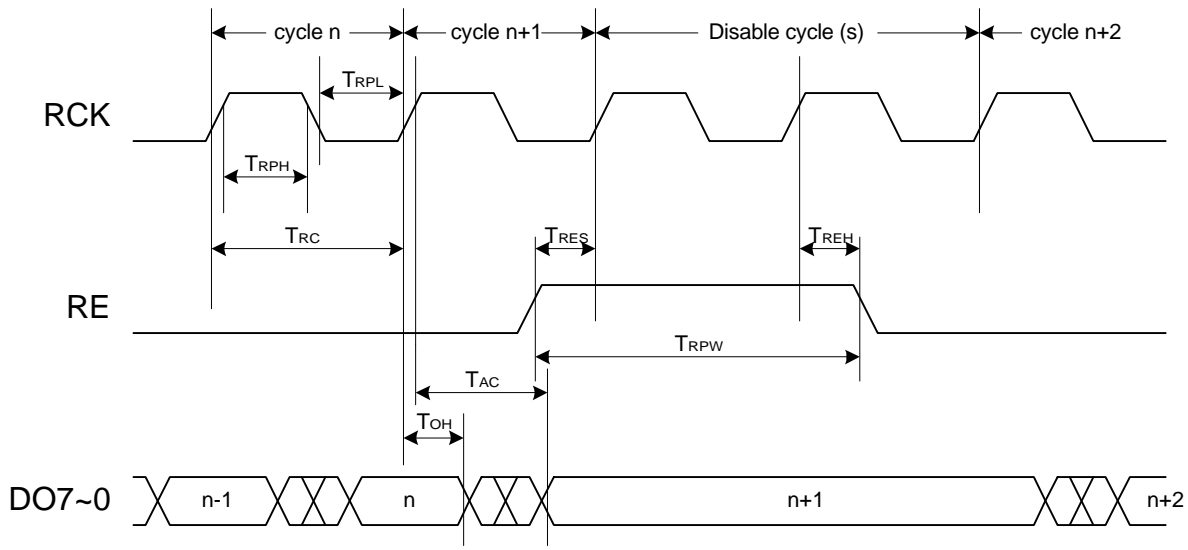 cycle n
cycle n+1
Disable cycle (s)
cycle n+2
TRPL
RCK
TRPH
TRC
TRES
TREH
RE
TRPW
TAC
TOH
DO7~0
n-1
n
n+1
n+2